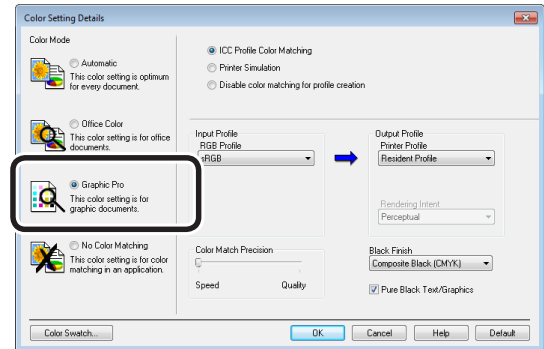 Color Setting Details
Color Mode
Automatic
This color setting is optimum
for every document.
Office Color
This color setting is for office
documents.
Graphic Pro
This color setting is for
graphic documents.
No Color Matching
This color setting is for color
matching in an application.
ICC Profile Color Matching
Printer Simulation
Disable color matching for profile creation
Input Profile
RGB Profile
sRGB
Output Profile
Printer Profile
Resident Profile
Rendering Intent
Perceptual
Color Match Precision
Speed Quality
Black Finish
Composite Black (CMYK)
Pure Black Text/Graphics
Color Swatch...
OK Cancel Help Default